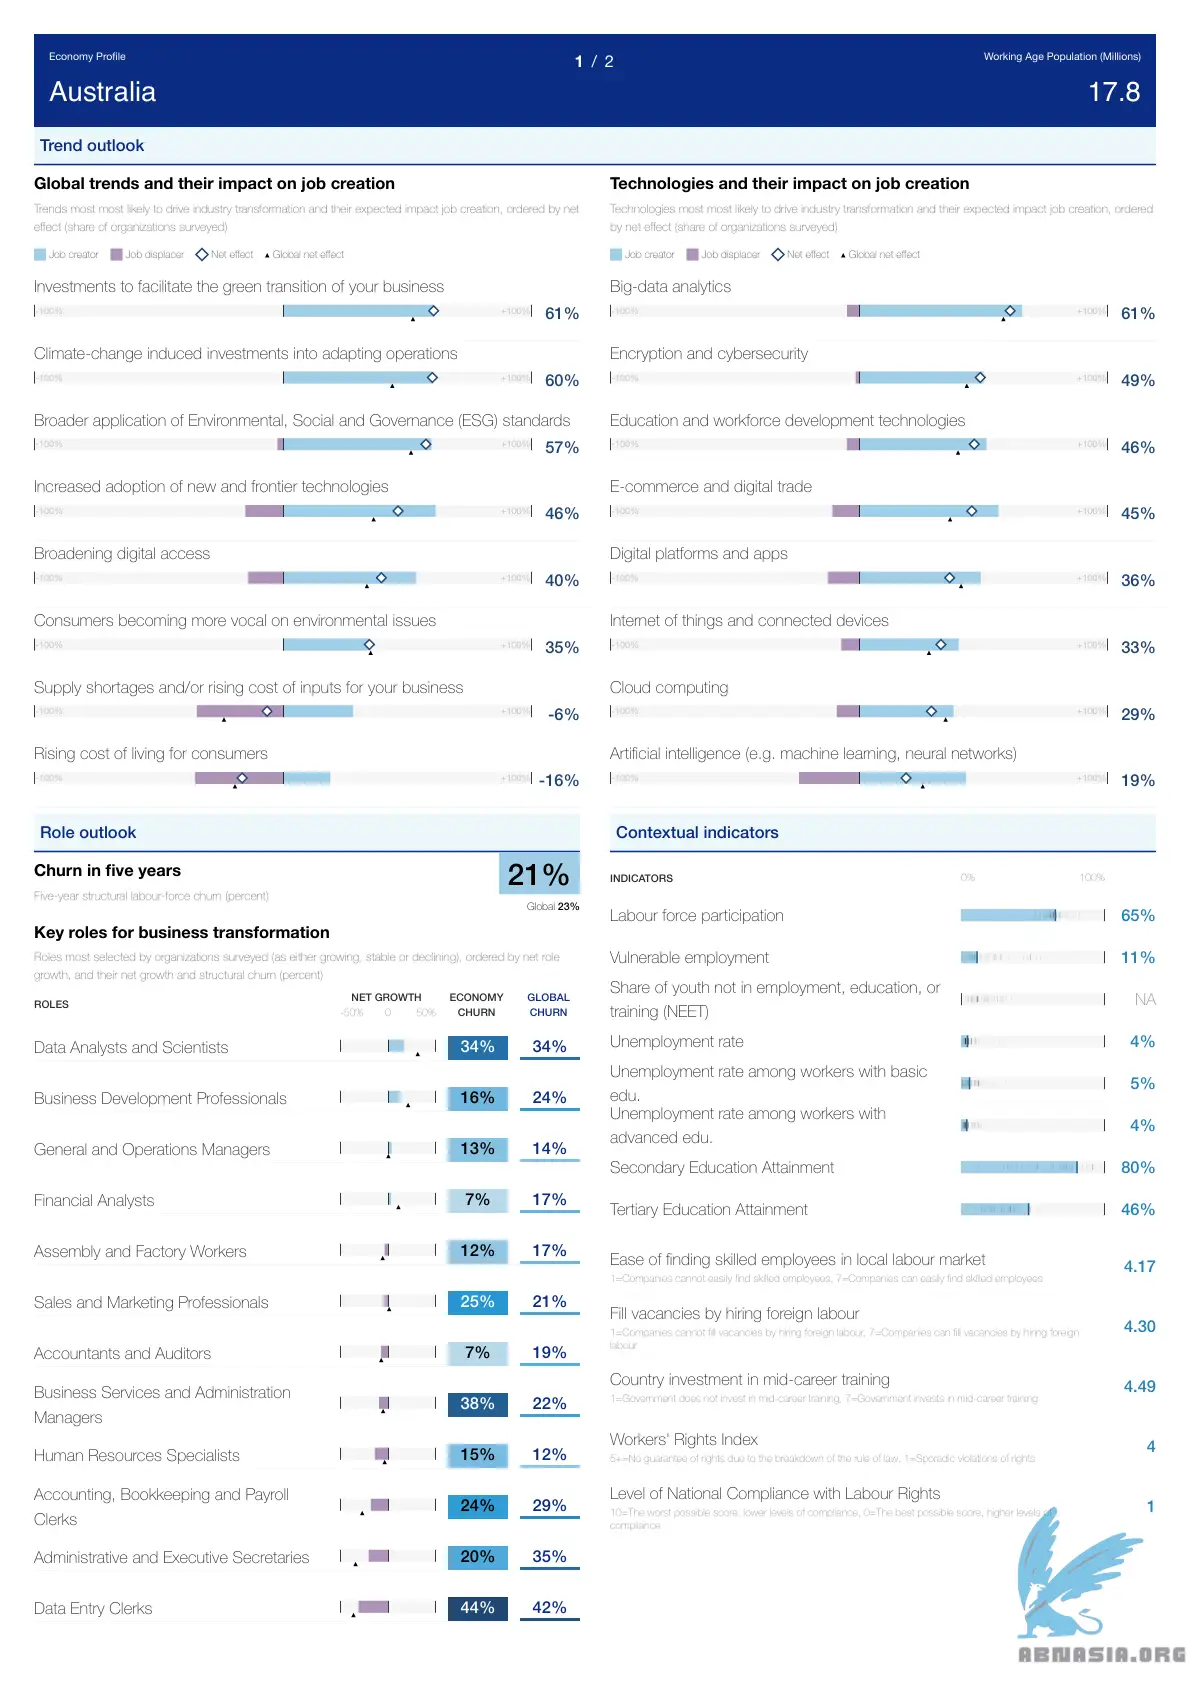 Economy Profile
1 / 2
Working Age Population (Millions)
Australia
17.8
Trend outlook
Global trends and their impact on job creation
Trends most most likely to drive industry transformation and their expected impact job creation, ordered by net
effect (share of organizations surveyed)
Job creator Job displacer Net effect Global net effect
Investments to facilitate the green transition of your business
-100% +100% 61%
Climate-change induced investments into adapting operations
-100% +100% 60%
Broader application of Environmental, Social and Governance (ESG) standards
-100% +100% 57%
Increased adoption of new and frontier technologies
-100% +100% 46%
Broadening digital access
-100% +100% 40%
Consumers becoming more vocal on environmental issues
-100% +100% 35%
Supply shortages and/or rising cost of inputs for your business
-100% +100% -6%
Rising cost of living for consumers
-100% +100% -16%
Technologies and their impact on job creation
Technologies most most likely to drive industry transformation and their expected impact job creation, ordered
by net effect (share of organizations surveyed)
Job creator Job displacer Net effect Global net effect
Big-data analytics
-100% +100% 61%
Encryption and cybersecurity
-100% +100% 49%
Education and workforce development technologies
-100% +100% 46%
E-commerce and digital trade
-100% +100% 45%
Digital platforms and apps
-100% +100% 36%
Internet of things and connected devices
-100% +100% 33%
Cloud computing
-100% +100% 29%
Artificial intelligence (e.g. machine learning, neural networks)
-100% +100% 19%
Role outlook
Churn in five years
21%
Five-year structural labour-force churn (percent)
Global 23%
Key roles for business transformation
Roles most selected by organizations surveyed (as either growing, stable or declining), ordered by net role
growth, and their net growth and structural churn (percent)
ROLES NET GROWTH ECONOMY CHURN GLOBAL CHURN
-50% 0 50%
Data Analysts and Scientists 34% 34%
Business Development Professionals 16% 24%
General and Operations Managers 13% 14%
Financial Analysts 7% 17%
Assembly and Factory Workers 12% 17%
Sales and Marketing Professionals 25% 21%
Accountants and Auditors 7% 19%
Business Services and Administration
Managers 38% 22%
Human Resources Specialists 15% 12%
Accounting, Bookkeeping and Payroll
Clerks 24% 29%
Administrative and Executive Secretaries 20% 35%
Data Entry Clerks 44% 42%
Contextual indicators
INDICATORS 0% 100%
Labour force participation 65%
Vulnerable employment 11%
Share of youth not in employment, education, or
training (NEET) NA
Unemployment rate 4%
Unemployment rate among workers with basic
edu. 5%
Unemployment rate among workers with
advanced edu. 4%
Secondary Education Attainment 80%
Tertiary Education Attainment 46%
Ease of finding skilled employees in local labour market
1=Companies cannot easily find skilled employees, 7=Companies can easily find skilled employees
4.17
Fill vacancies by hiring foreign labour
1=Companies cannot fill vacancies by hiring foreign labour, 7=Companies can fill vacancies by hiring foreign
labour
4.30
Country investment in mid-career training
1=Government does not invest in mid-career training, 7=Government invests in mid-career training
4.49
Workers' Rights Index
5+=No guarantee of rights due to the breakdown of the rule of law, 1=Sporadic violations of rights
4
Level of National Compliance with Labour Rights
10=The worst possible score, lower levels of compliance, 0=The best possible score, higher levels of
compliance
1
ABNASIA.ORG